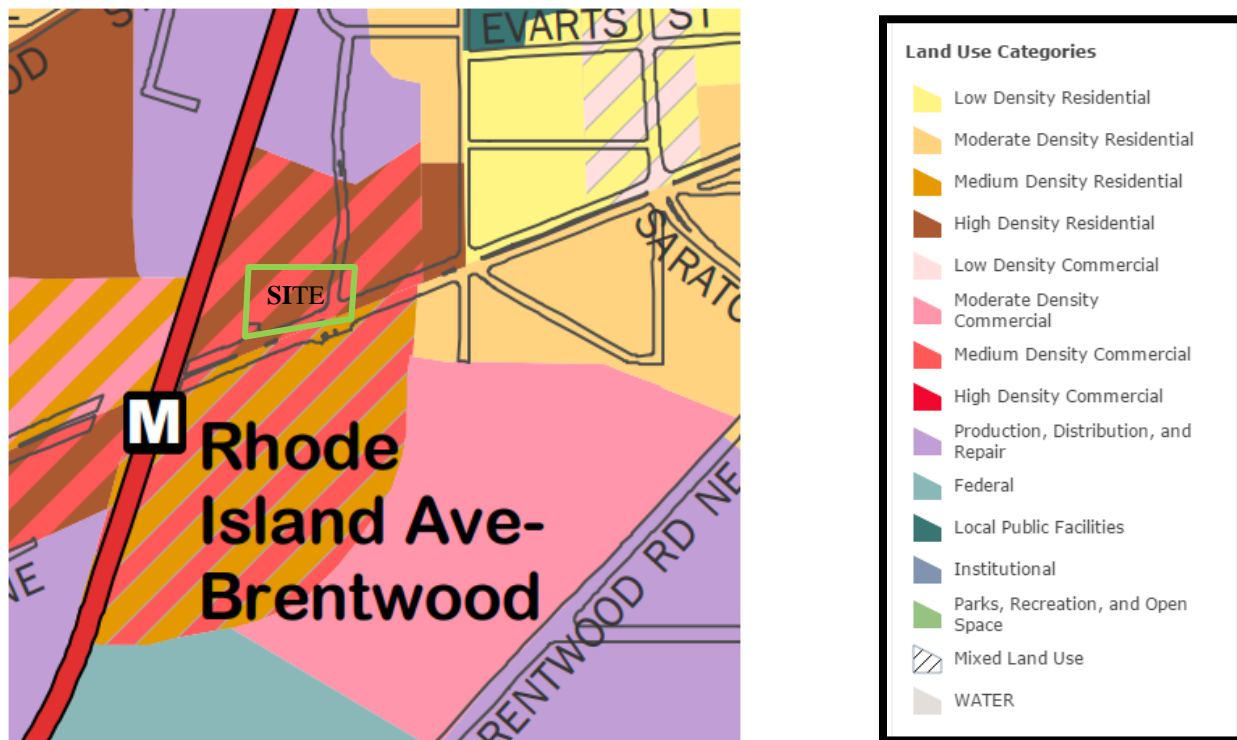 EVARTS ST
OD
ST
SARATO
SITE
M
Rhode
Island Ave-
Brentwood
RENTWOOD RD NE
NE
Land Use Categories
Low Density Residential
Moderate Density Residential
Medium Density Residential
High Density Residential
Low Density Commercial
Moderate Density
Commercial
Medium Density Commercial
High Density Commercial
Production, Distribution, and
Repair
Federal
Local Public Facilities
Institutional
Parks, Recreation, and Open
Space
Mixed Land Use
WATER